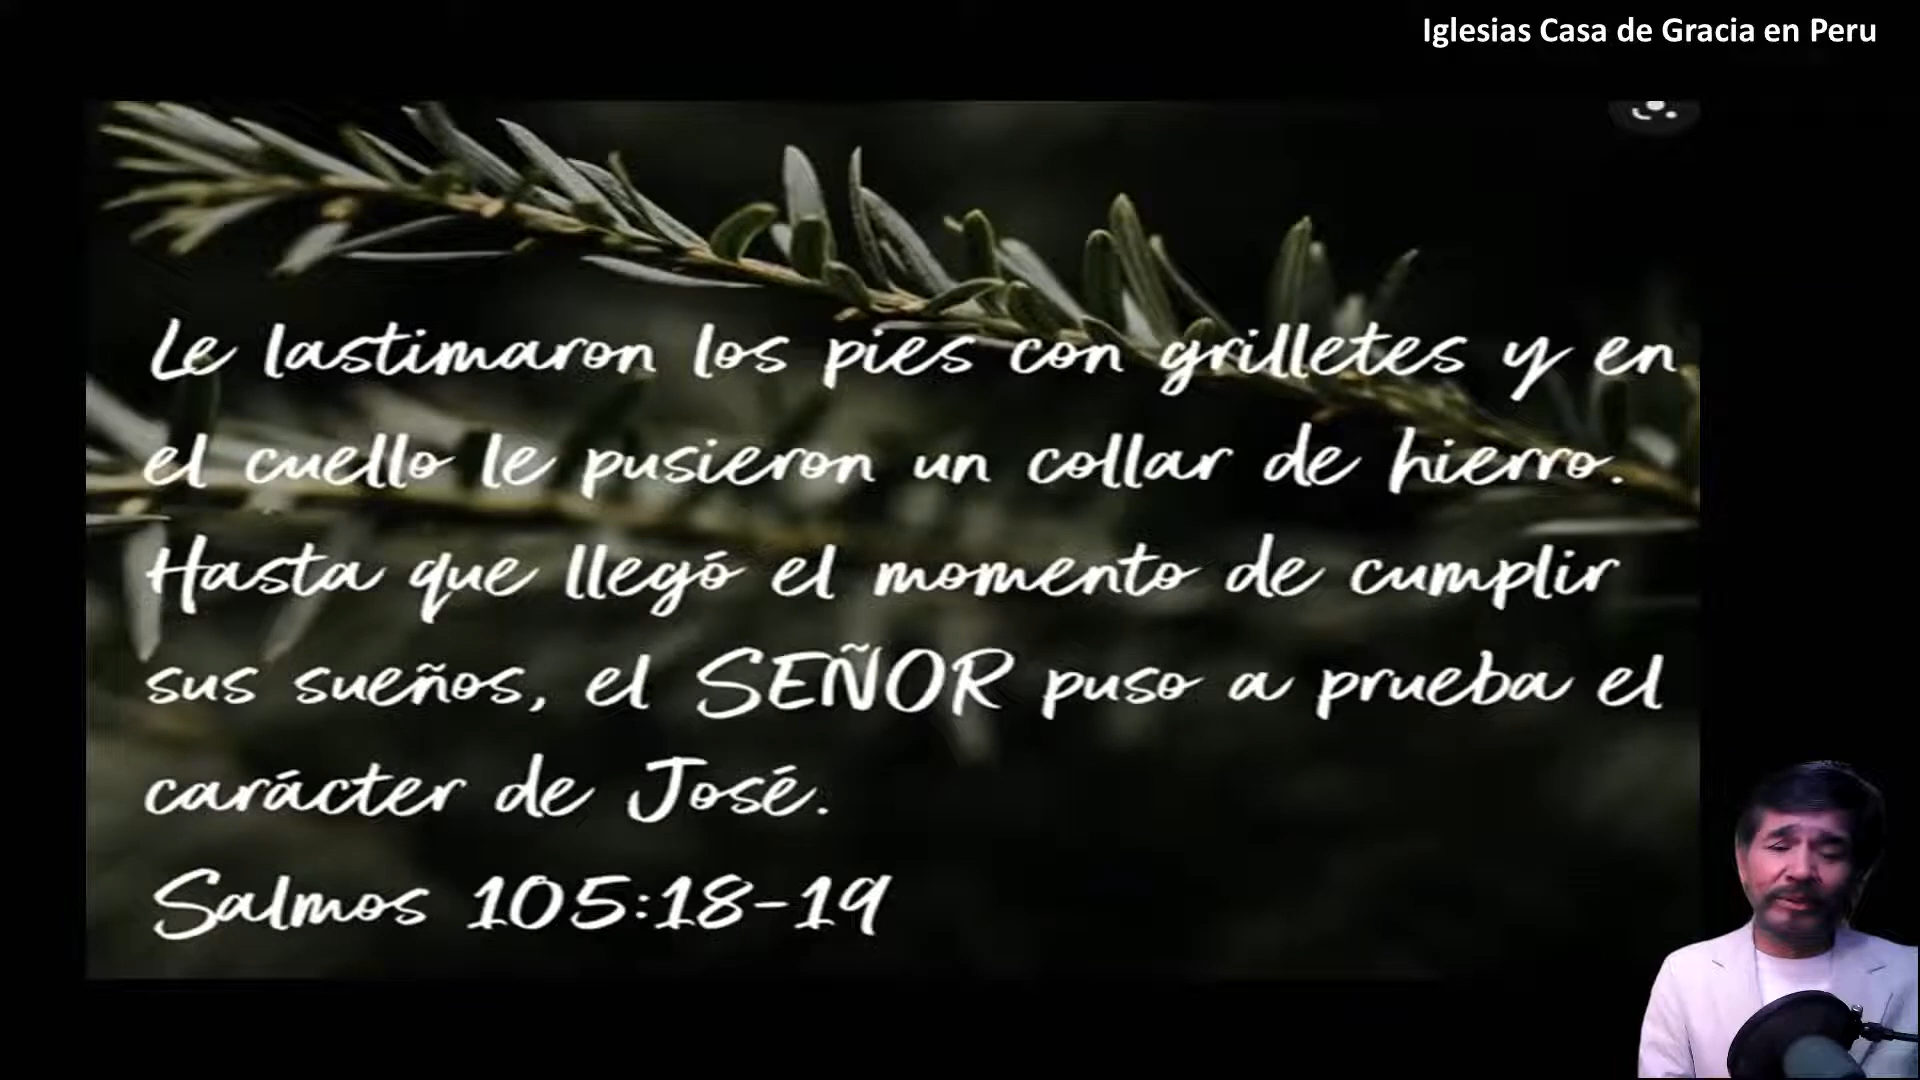 Iglesias Casa de Gracia en Peru
Le lastimaron los pies con grilletes y en
el cuello le pusieron un collar de hierro.
Hasta que llegó el momento de cumplir
sus sueños, el SEÑOR puso a prueba el
carácter de José.
Salmos 105:18-19